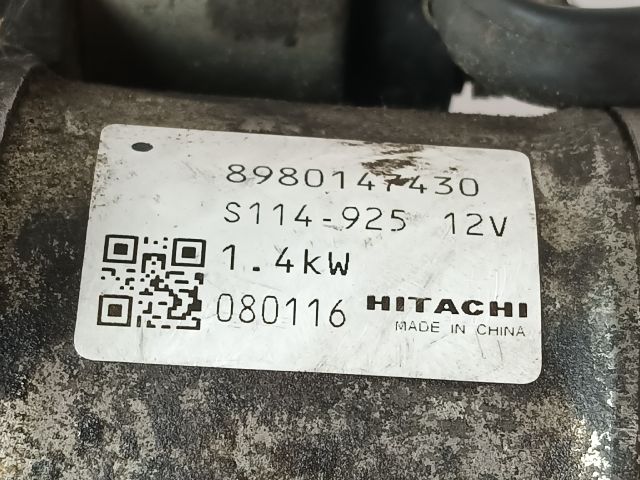 8980147430
S114-925 12V
1.4kW
080116 HITACHI
MADE IN CHINA